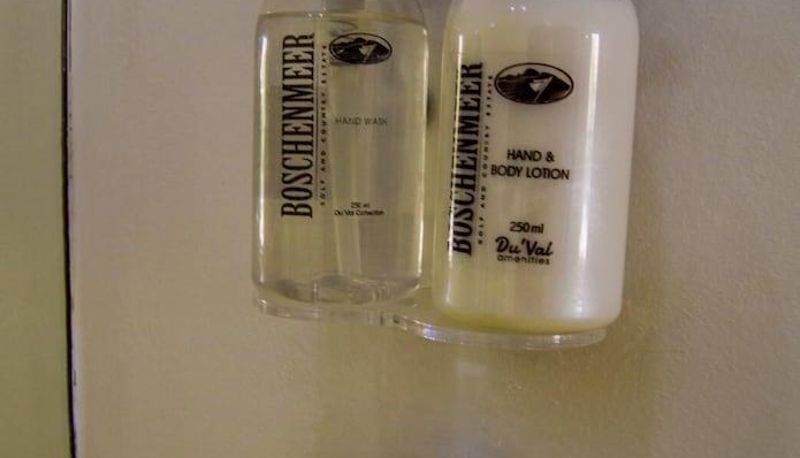 BOSCHENMEER
GOLF AND COUNTRY ESTATE
HAND WASH
250 ml
Du'Val Collection
BOSCHENMEER
GOLF AND COUNTRY ESTATE
HAND &
BODY LOTION
250ml
Du'Val
amenities